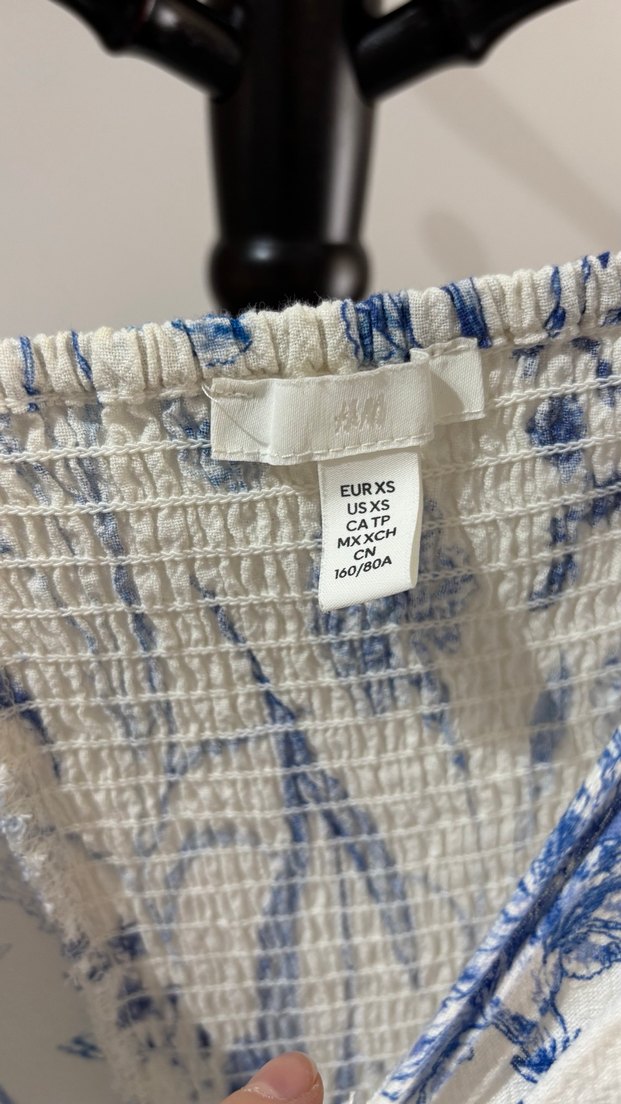 H&M
EUR XS
US XS
CA TP
MX XCH
CN
160/80A